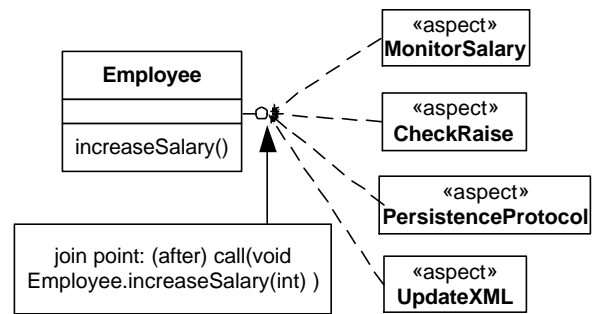 Employee
increaseSalary()
join point: (after) call(void
Employee.increaseSalary(int) )
«aspect»
MonitorSalary
«aspect»
CheckRaise
«aspect»
PersistenceProtocol
«aspect»
UpdateXML